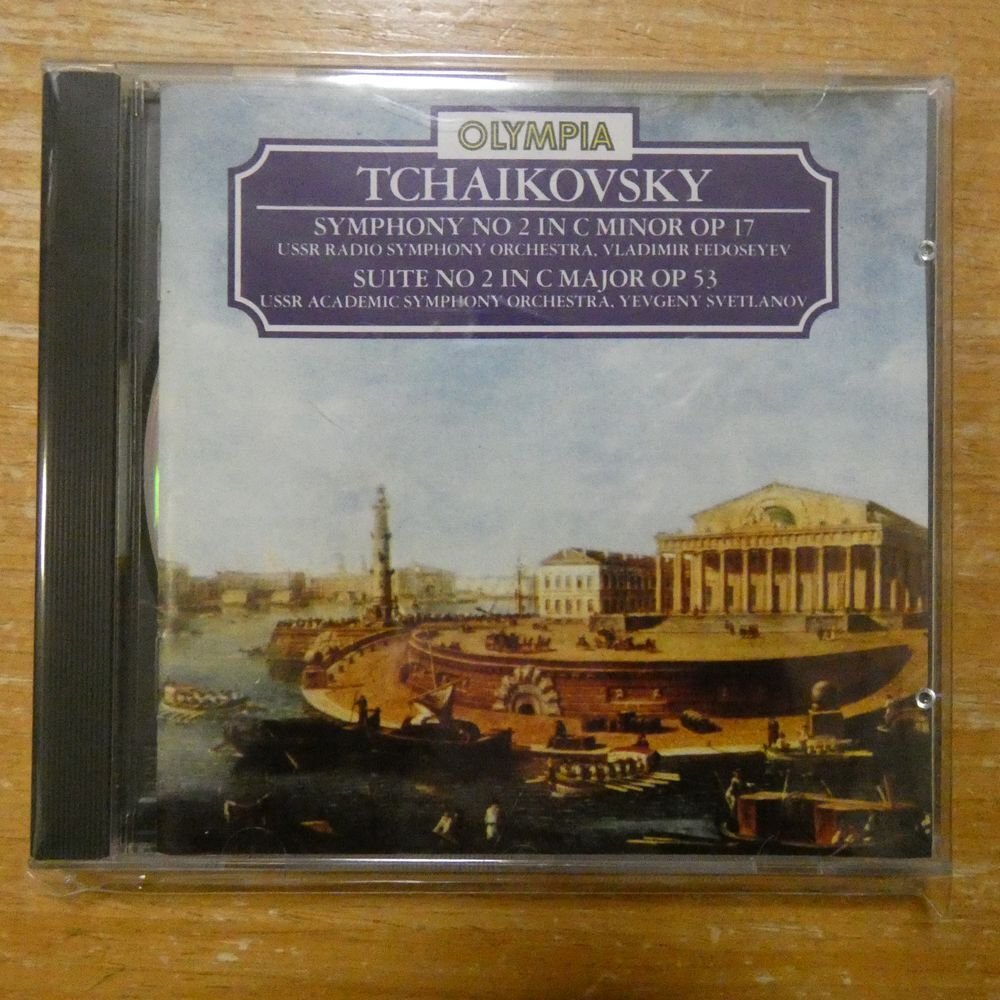 OLYMPIA
TCHAIKOVSKY
SYMPHONY NO 2 IN C MINOR OP 17
USSR RADIO SYMPHONY ORCHESTRA, VLADIMIR FEDOSEYEV
SUITE NO 2 IN C MAJOR OP 53
USSR ACADEMIC SYMPHONY ORCHESTRA, YEVGENY SVETLANOV